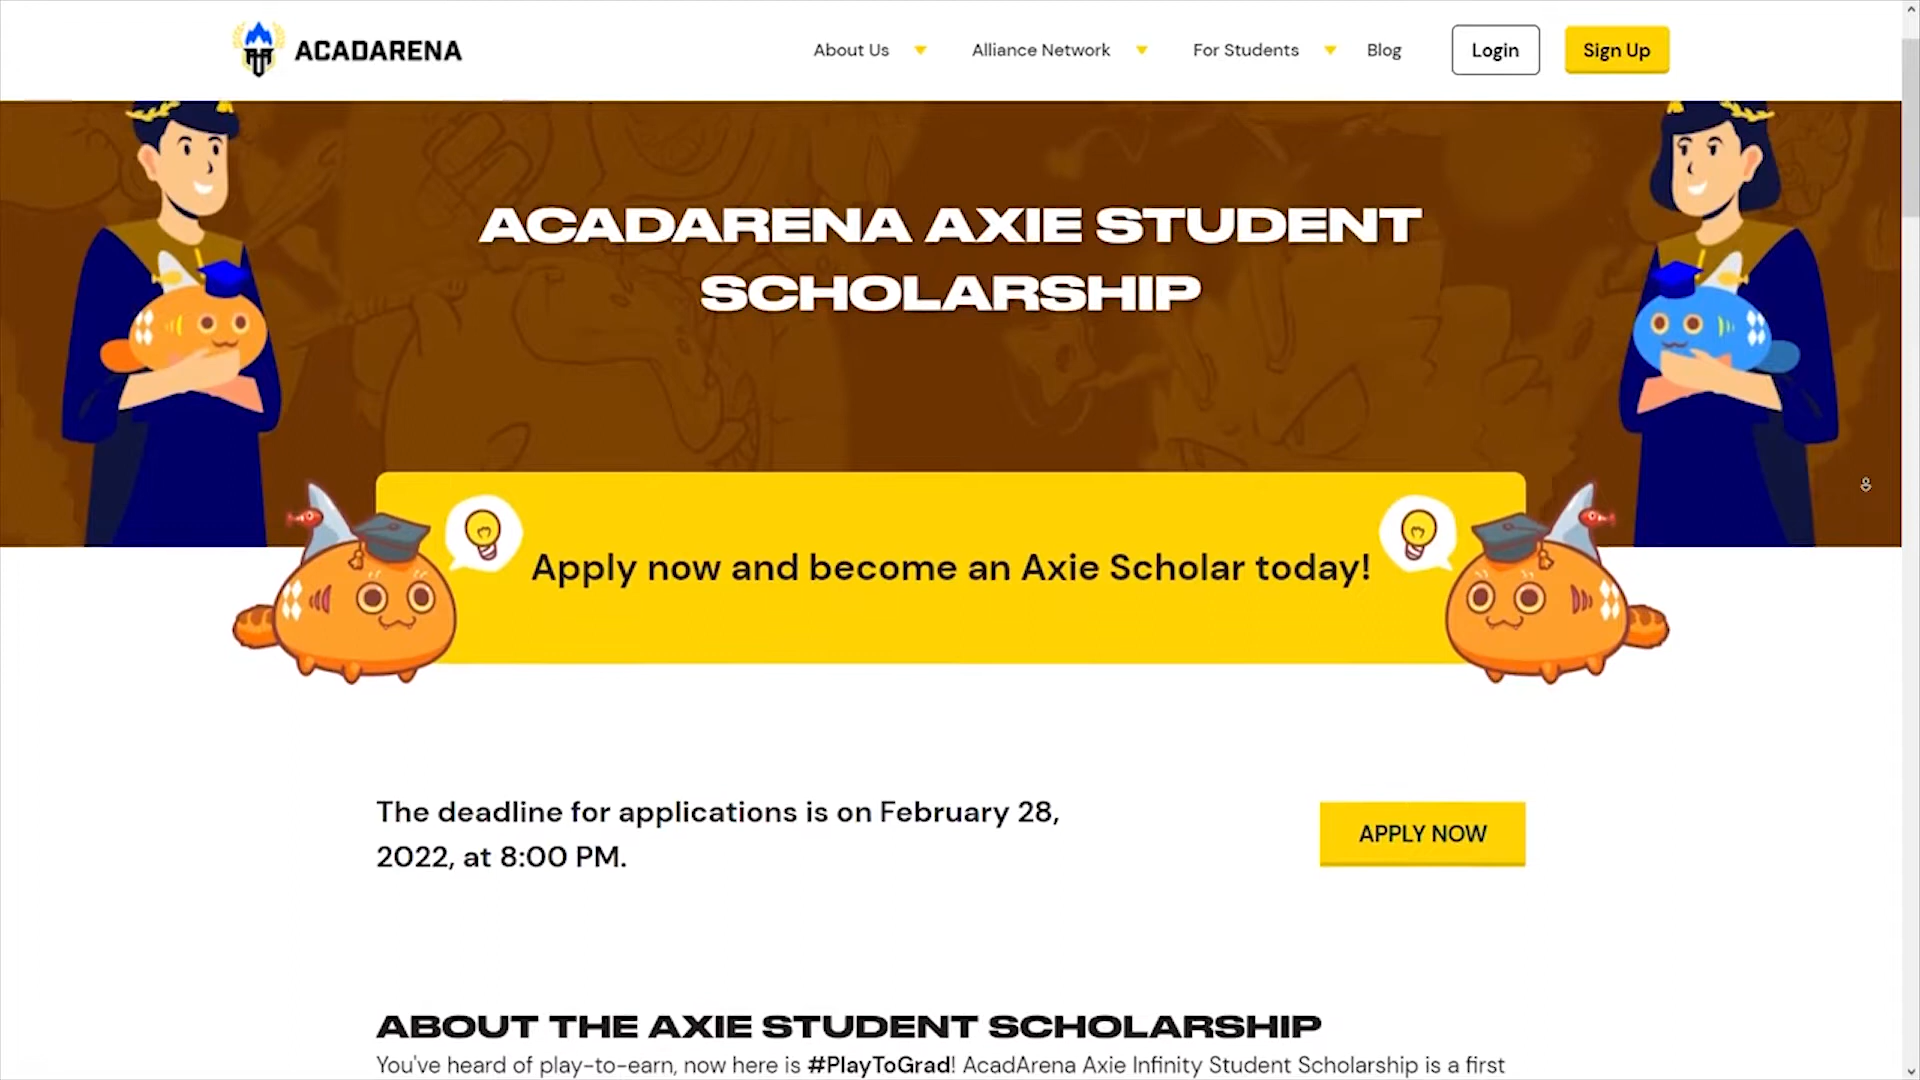 ACADARENA
About Us
Alliance Network
For Students
Blog
Login
Sign Up
ACADARENA AXIE STUDENT
SCHOLARSHIP
Apply now and become an Axie Scholar today!
The deadline for applications is on February 28,
2022, at 8:00 PM.
APPLY NOW
ABOUT THE AXIE STUDENT SCHOLARSHIP
You've heard of play-to-earn, now here is #PlayToGrad! AcadArena Axie Infinity Student Scholarship is a first